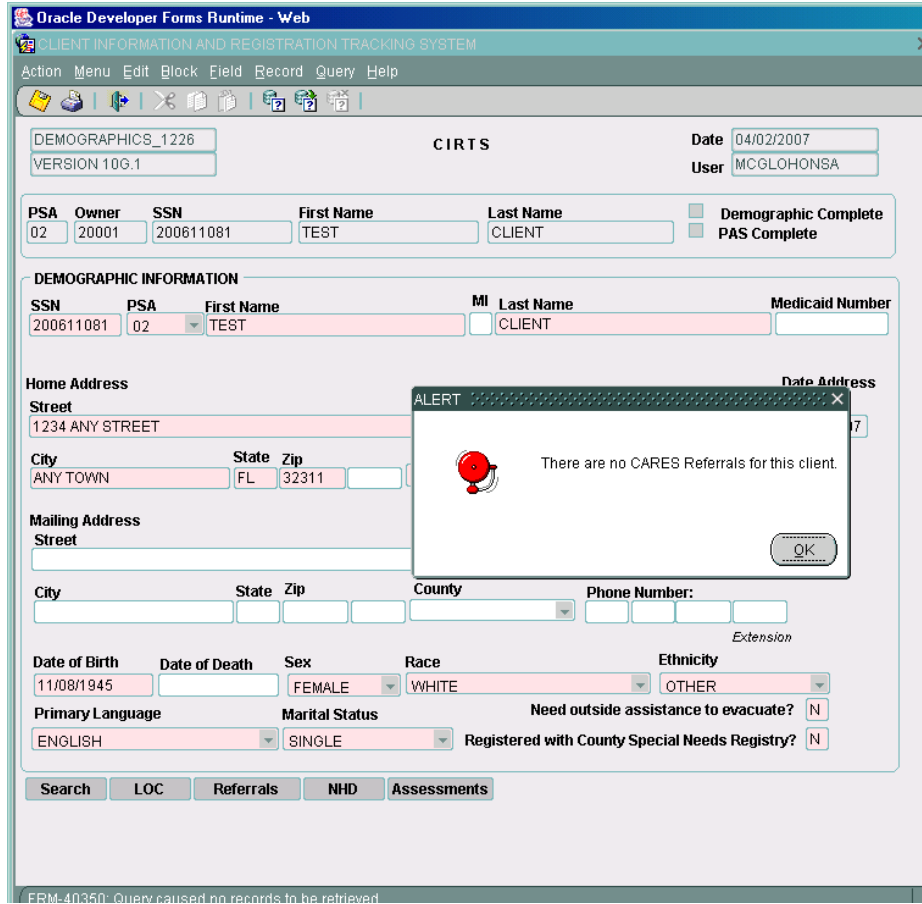 Oracle Developer Forms Runtime - Web
CLIENT INFORMATION AND REGISTRATION TRACKING SYSTEM
Action Menu Edit Block Field Record Query Help
DEMOGRAPHICS_1226
CIRTS
Date 04/02/2007
VERSION 10G.1
User MCGLOHONSA
PSA Owner SSN First Name Last Name
Demographic Complete
02 20001 200611081 TEST CLIENT
PAS Complete
DEMOGRAPHIC INFORMATION
SSN PSA First Name MI Last Name Medicaid Number
200611081 02 TEST CLIENT
Home Address
Date Address
Street
1234 ANY STREET
7
City State Zip
ANY TOWN FL 32311
ALERT
There are no CARES Referrals for this client.
OK
Mailing Address
Street
City State Zip County Phone Number:
Extension
Date of Birth Date of Death Sex Race Ethnicity
11/08/1945 FEMALE WHITE OTHER
Primary Language Marital Status Need outside assistance to evacuate? N
ENGLISH SINGLE Registered with County Special Needs Registry? N
Search LOC Referrals NHD Assessments
FRM-40350: Query caused no records to be retrieved